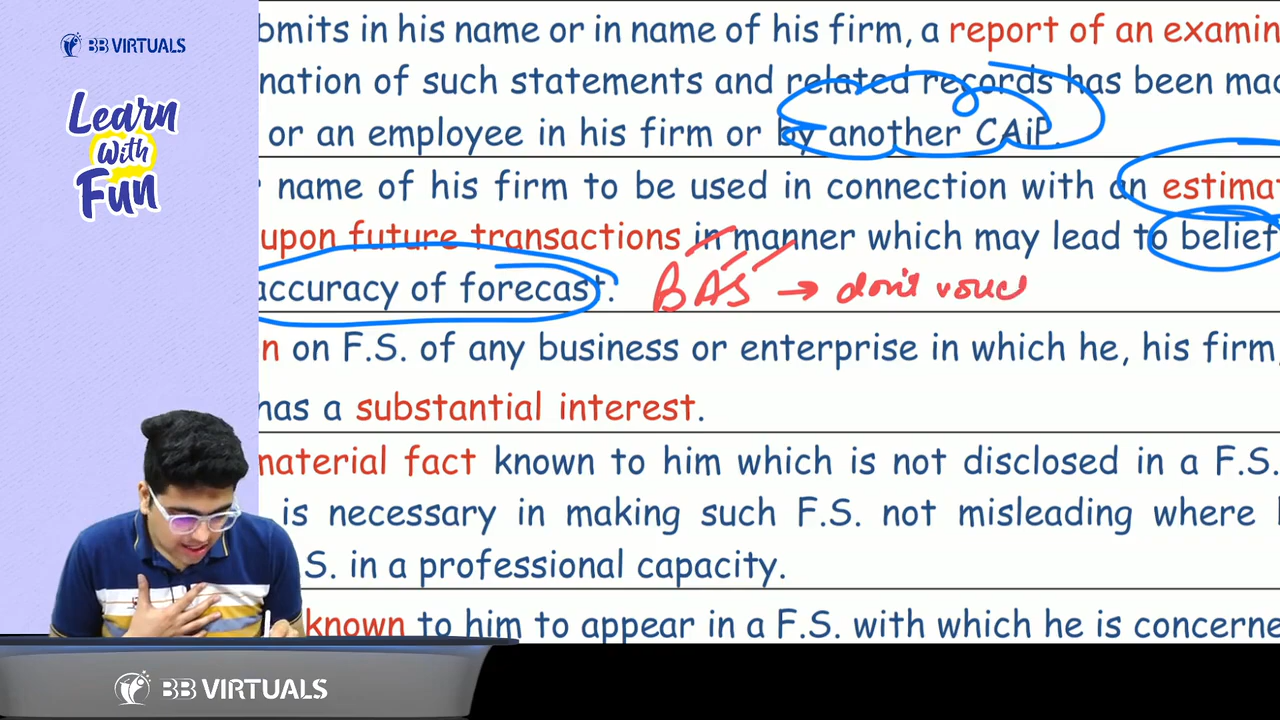 BB VIRTUALS
Learn
With
Fun
bmits in his name or in name of his firm, a report of an examin
nation of such statements and related records has been mad
or an employee in his firm or by another CAiP.
name of his firm to be used in connection with an estimat
upon future transactions in manner which may lead to belief
accuracy of forecast.
BAS → don't vouc
n on F.S. of any business or enterprise in which he, his firm,
has a substantial interest.
material fact known to him which is not disclosed in a F.S.
is necessary in making such F.S. not misleading where
S. in a professional capacity.
known to him to appear in a F.S. with which he is concerne
BB VIRTUALS